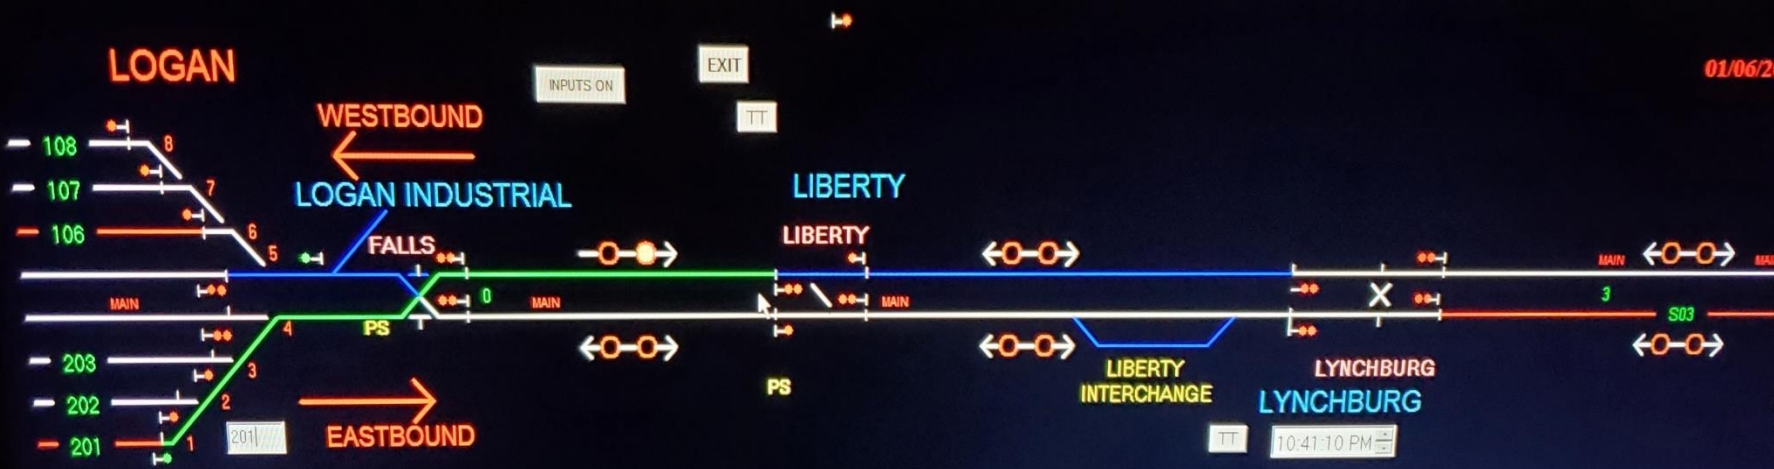 LOGAN
EXIT
INPUTS ON
TT
01/06/20
WESTBOUND
108
8
107
7
LOGAN INDUSTRIAL
LIBERTY
106
6
5
FALLS
LIBERTY
MAIN
MAIN
0
MAIN
MAIN
3
MAIN
4
PS
S03
203
3
PS
LIBERTY
INTERCHANGE
LYNCHBURG
LYNCHBURG
202
2
201
1
201
EASTBOUND
TT
10:41:10 PM